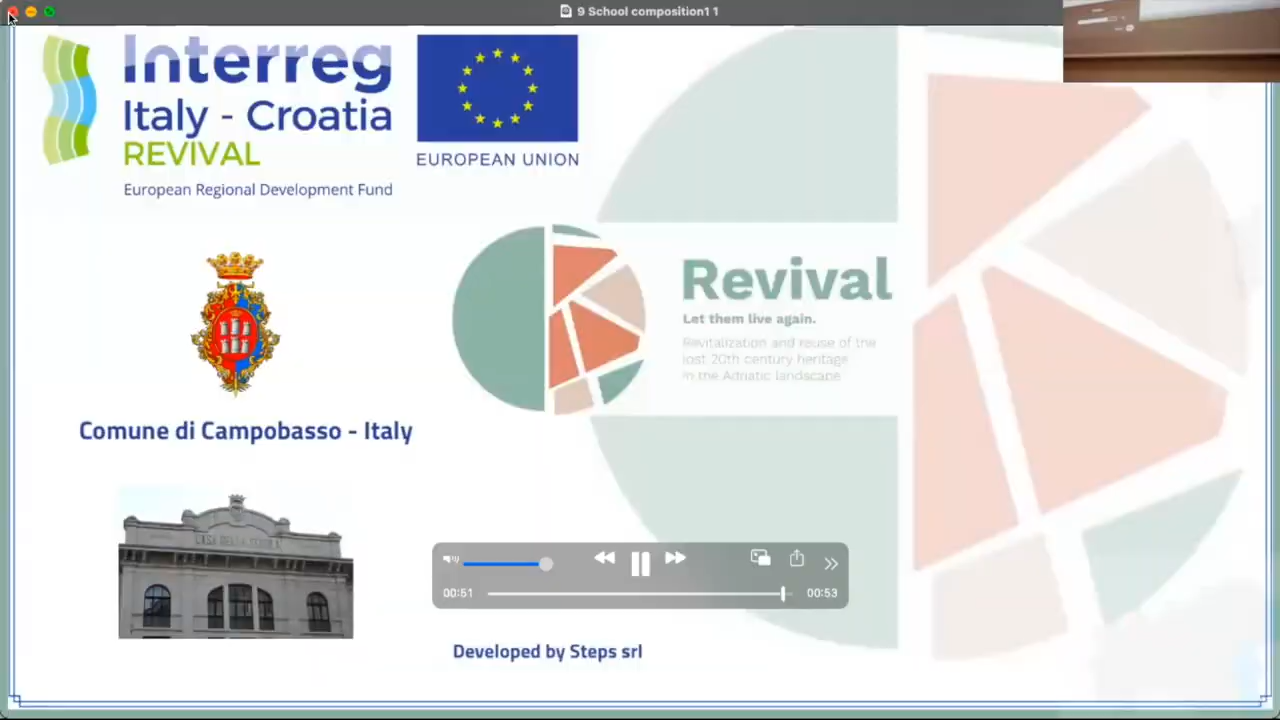 9 School composition1 1
Interreg
Italy - Croatia
REVIVAL
European Regional Development Fund
EUROPEAN UNION
Revival
Let them live again.
Revitalization and reuse of the
lost 20th century heritage
in the Adriatic landscape
Comune di Campobasso - Italy
00:51
00:53
Developed by Steps srl